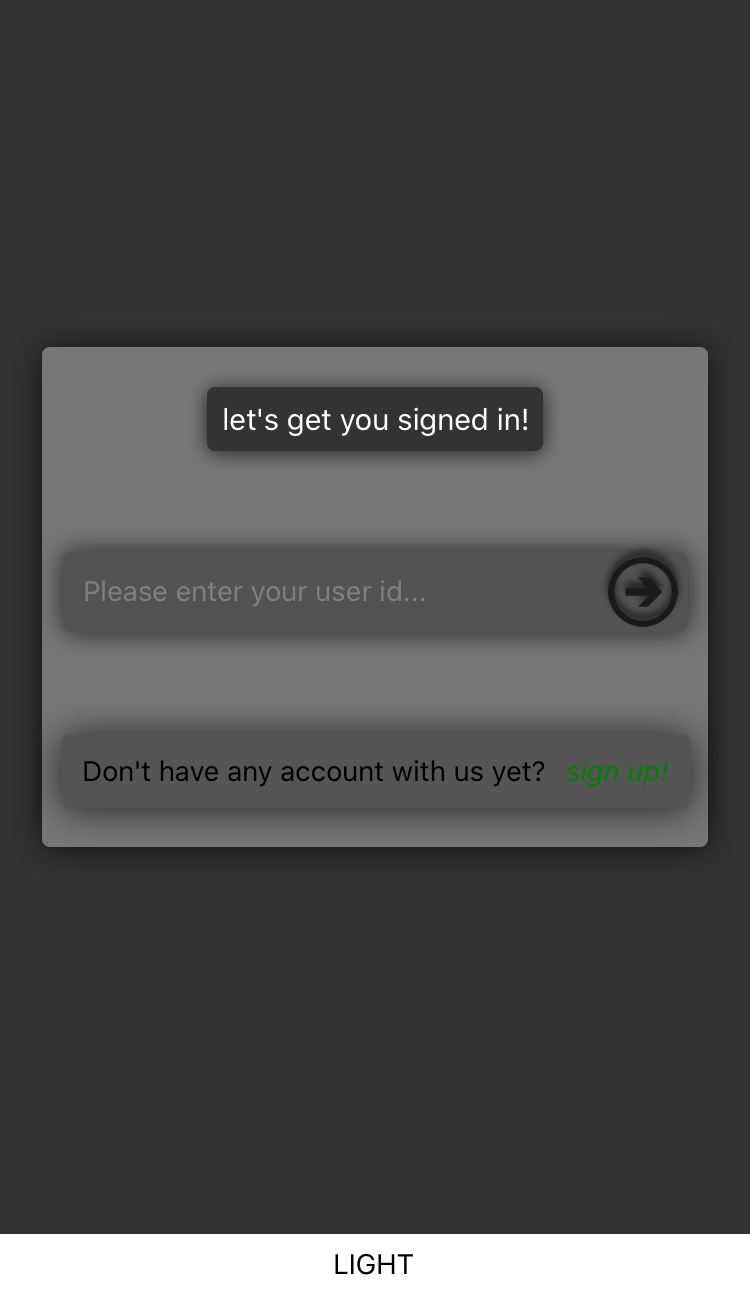 let's get you signed in!
Please enter your user id...
Don't have any account with us yet? sign up!
LIGHT